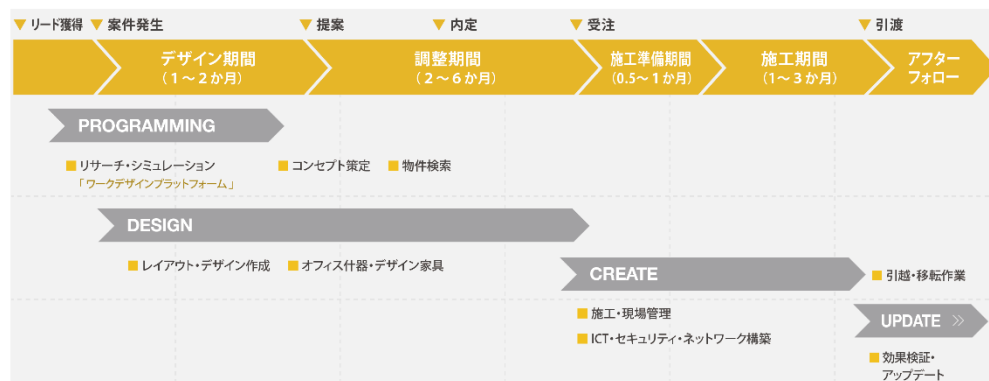 ▼ リード獲得 ▼ 案件発生 ▼ 提案 ▼ 内定 ▼ 受注 ▼ 引渡
デザイン期間
(1〜2か月)
調整期間
(2〜6か月)
施工準備期間
(0.5〜1か月)
施工期間
(1〜3か月)
アフター
フォロー
PROGRAMMING
リサーチ・シミュレーション
「ワークデザインプラットフォーム」
コンセプト策定
物件検索
DESIGN
レイアウト・デザイン作成
オフィス什器・デザイン家具
CREATE
施工・現場管理
ICT・セキュリティ・ネットワーク構築
引越・移転作業
UPDATE
効果検証・
アップデート